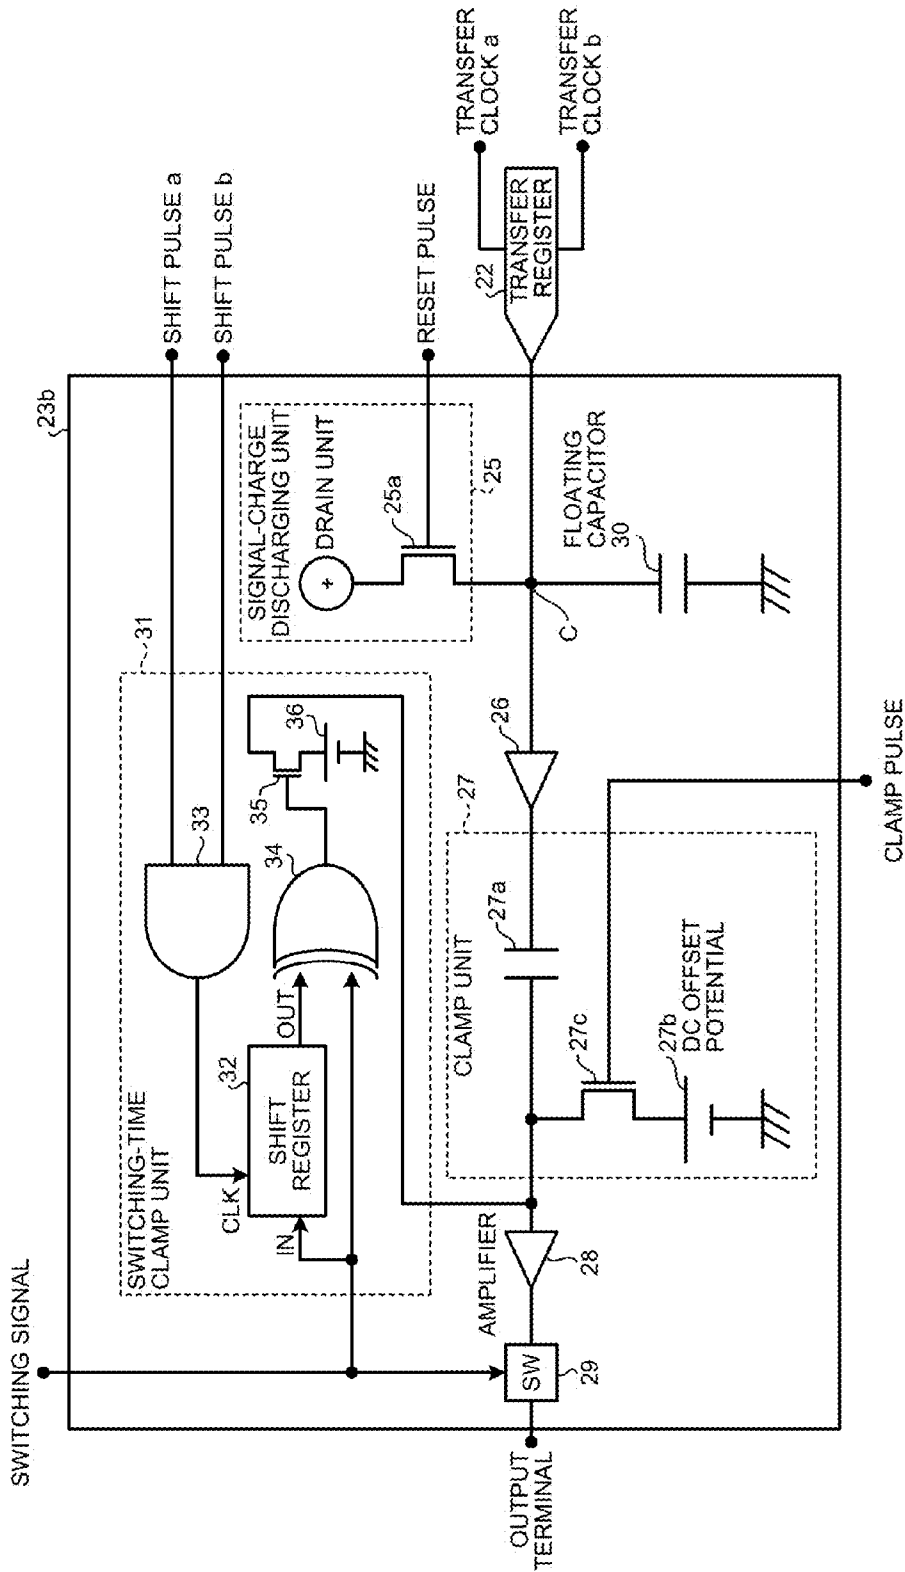 SWITCHING SIGNAL
SHIFT PULSE a
SHIFT PULSE b
RESET PULSE
TRANSFER
CLOCK a
TRANSFER
CLOCK b
22
TRANSFER
REGISTER
23b
SWITCHING-TIME
CLAMP UNIT
31
33
CLK
IN
32
SHIFT
REGISTER
OUT
34
35
36
SIGNAL-CHARGE
DISCHARGING UNIT
DRAIN UNIT
+
25a
25
FLOATING
CAPACITOR
30
C
26
27
CLAMP UNIT
27a
27c
27b
DC OFFSET
POTENTIAL
CLAMP PULSE
AMPLIFIER
28
SW
29
OUTPUT
TERMINAL